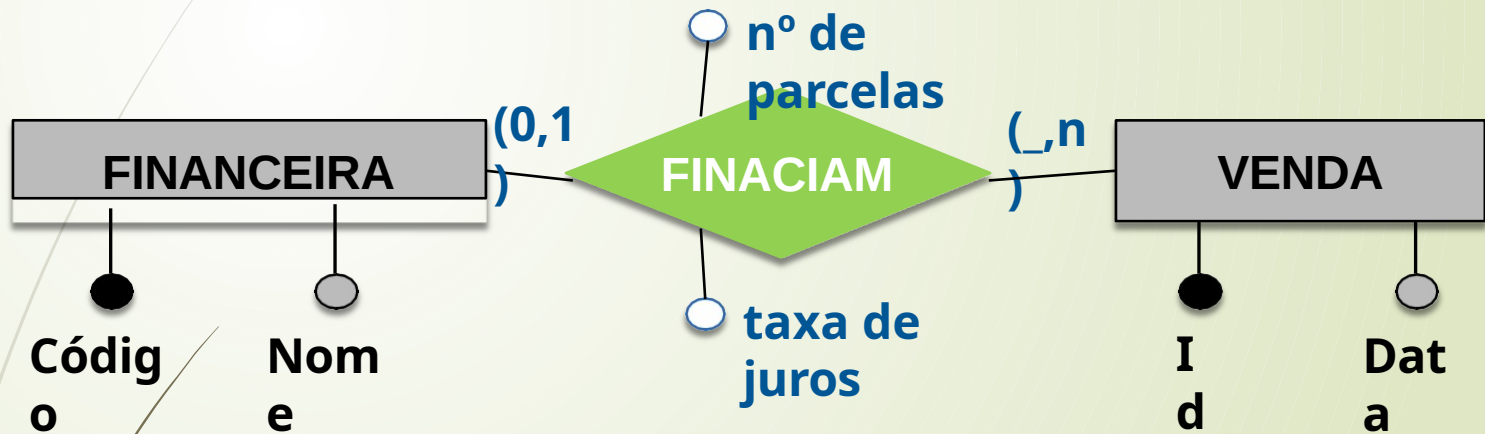 nº de
parcelas
(0,1
)
(_,n
)
FINANCEIRA
FINACIAM
VENDA
taxa de
juros
Códig
o
Nom
e
I
d
Dat
a